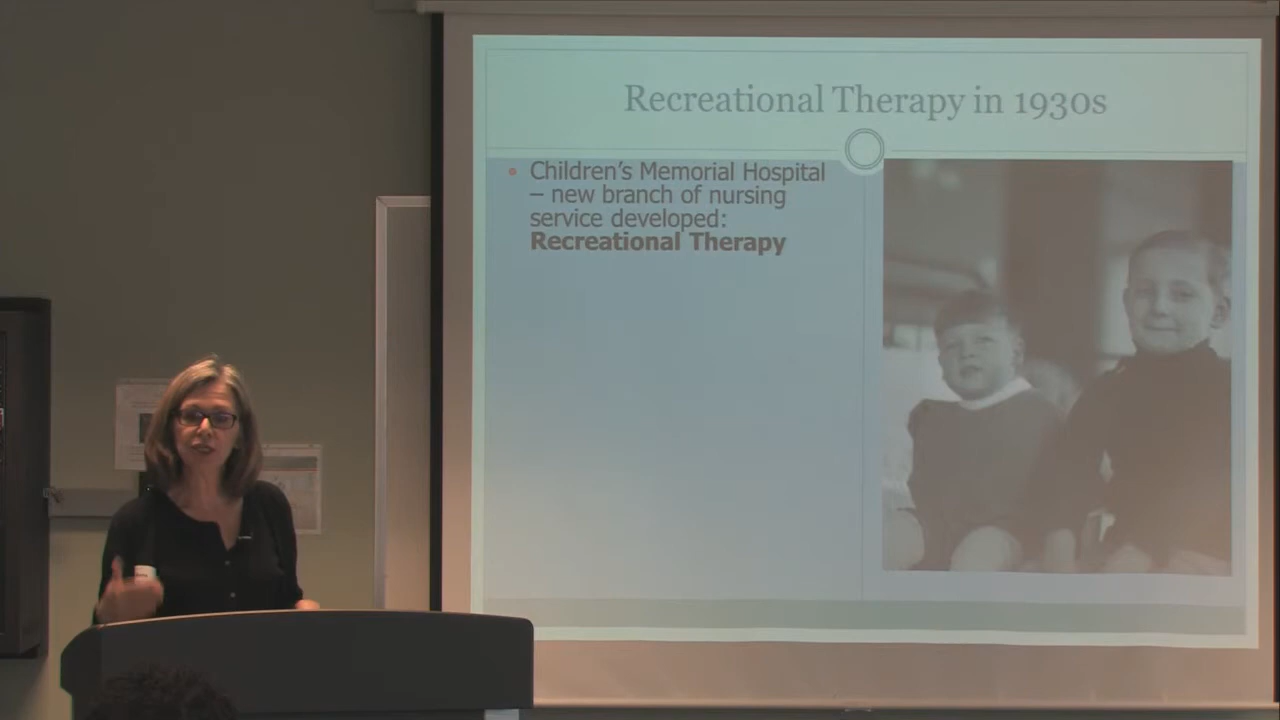 Recreational Therapy in 1930s
• Children's Memorial Hospital
– new branch of nursing
service developed:
Recreational Therapy